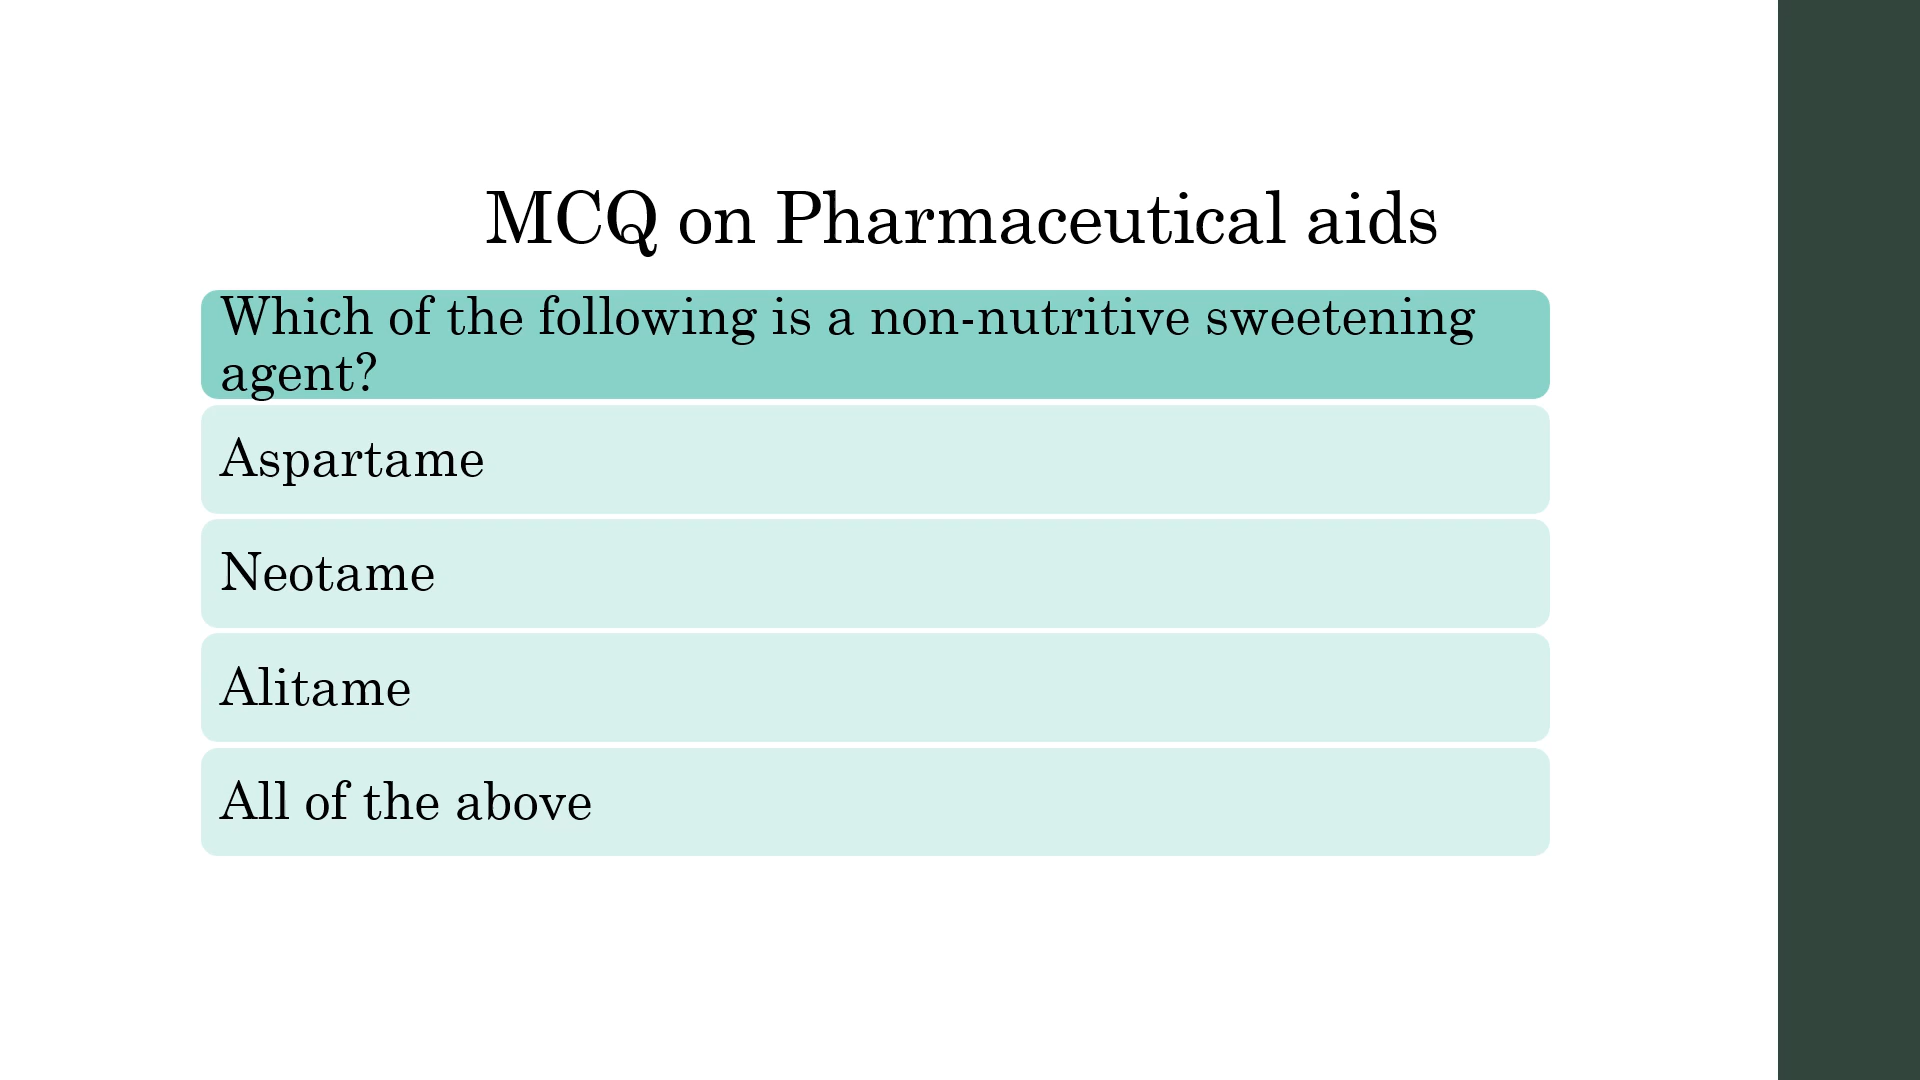 MCQ on Pharmaceutical aids
Which of the following is a non-nutritive sweetening
agent?
Aspartame
Neotame
Alitame
All of the above